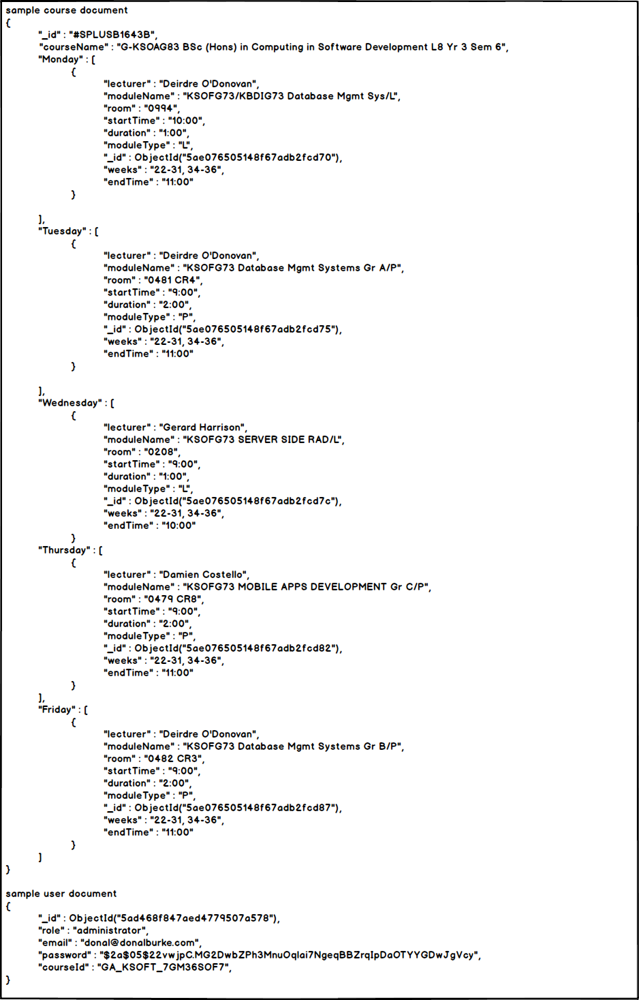 sample course document
{
"_id" : "#SPLUSB1643B",
"courseName" : "G-KSOAG83 BSc (Hons) in Computing in Software Development L8 Yr 3 Sem 6",
"Monday" : [
{
"lecturer" : "Deirdre O'Donovan",
"moduleName" : "KSOFG73/KBDIG73 Database Mgmt Sys/L",
"room" : "0994",
"startTime" : "10:00",
"duration" : "1:00",
"moduleType" : "L",
"_id" : ObjectId("5ae076505148f67adb2fcd70"),
"weeks" : "22-31, 34-36",
"endTime" : "11:00"
}
],
"Tuesday" : [
{
"lecturer" : "Deirdre O'Donovan",
"moduleName" : "KSOFG73 Database Mgmt Systems Gr A/P",
"room" : "0481 CR4",
"startTime" : "9:00",
"duration" : "2:00",
"moduleType" : "P",
"_id" : ObjectId("5ae076505148f67adb2fcd75"),
"weeks" : "22-31, 34-36",
"endTime" : "11:00"
}
],
"Wednesday" : [
{
"lecturer" : "Gerard Harrison",
"moduleName" : "KSOFG73 SERVER SIDE RAD/L",
"room" : "0208",
"startTime" : "9:00",
"duration" : "1:00",
"moduleType" : "L",
"_id" : ObjectId("5ae076505148f67adb2fcd7c"),
"weeks" : "22-31, 34-36",
"endTime" : "10:00"
}
"Thursday" : [
{
"lecturer" : "Damien Costello",
"moduleName" : "KSOFG73 MOBILE APPS DEVELOPMENT Gr C/P",
"room" : "0479 CR8",
"startTime" : "9:00",
"duration" : "2:00",
"moduleType" : "P",
"_id" : ObjectId("5ae076505148f67adb2fcd82"),
"weeks" : "22-31, 34-36",
"endTime" : "11:00"
}
],
"Friday" : [
{
"lecturer" : "Deirdre O'Donovan",
"moduleName" : "KSOFG73 Database Mgmt Systems Gr B/P",
"room" : "0482 CR3",
"startTime" : "9:00",
"duration" : "2:00",
"moduleType" : "P",
"_id" : ObjectId("5ae076505148f67adb2fcd87"),
"weeks" : "22-31, 34-36",
"endTime" : "11:00"
}
]
}
sample user document
{
"_id" : ObjectId("5ad468f847aed4779507a578"),
"role" : "administrator",
"email" : "donal@donalburke.com",
"password" : "$2a$05$22vwjpC.MG2DwbZPh3MnuOqlai7NgeqBBZrqIpDaOTYYGDwJgVcy",
"courseId" : "GA_KSOFT_7GM36SOF7",
}